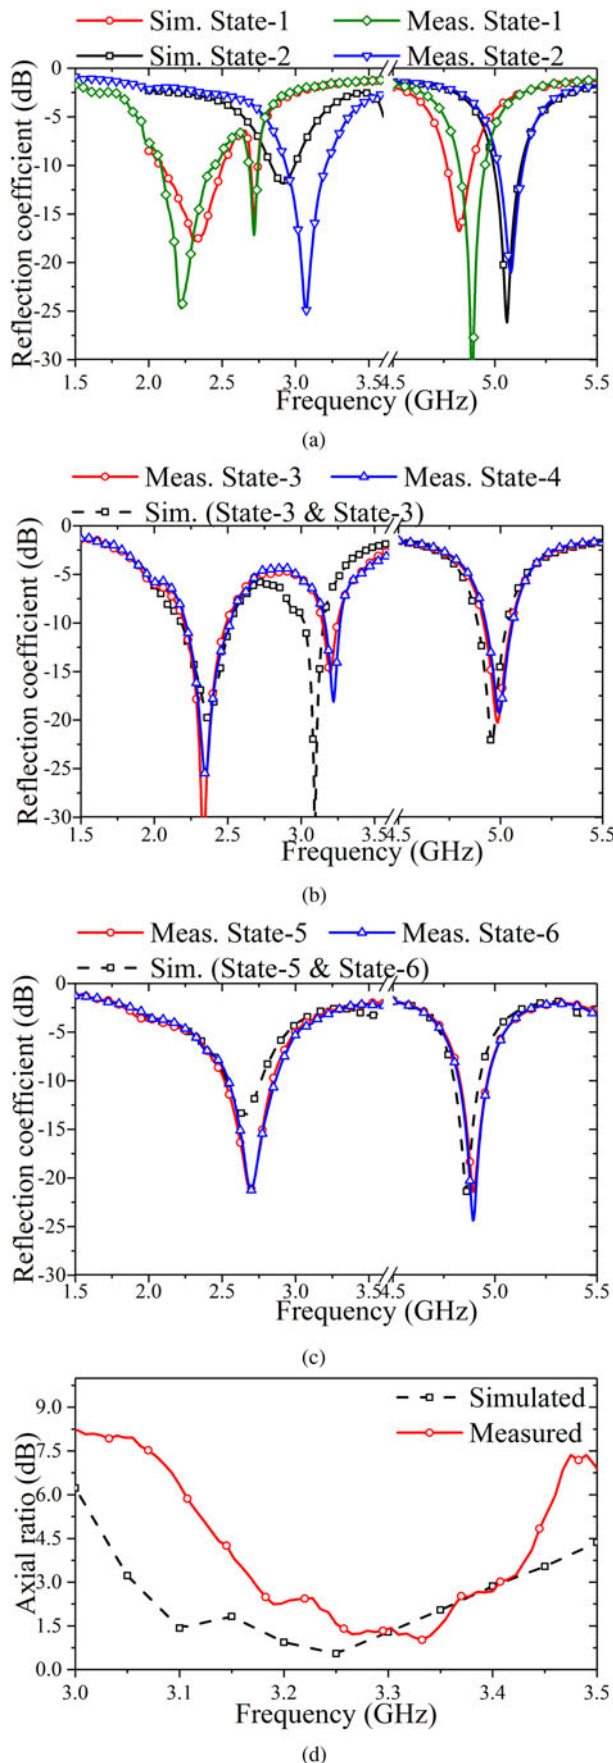 Sim. State-1 Meas. State-1
Sim. State-2 Meas. State-2
Reflection coefficient (dB)
0
-5
-10
-15
-20
-25
-30
1.5 2.0 2.5 3.0 3.5 4.5 5.0 5.5
Frequency (GHz)
(a)
Meas. State-3 Meas. State-4
Sim. (State-3 & State-3)
Reflection coefficient (dB)
0
-5
-10
-15
-20
-25
-30
1.5 2.0 2.5 3.0 3.5 4.5 5.0 5.5
Frequency (GHz)
(b)
Meas. State-5 Meas. State-6
Sim. (State-5 & State-6)
Reflection coefficient (dB)
0
-5
-10
-15
-20
-25
-30
1.5 2.0 2.5 3.0 3.5 4.5 5.0 5.5
Frequency (GHz)
(c)
Simulated
Measured
Axial ratio (dB)
9.0
7.5
6.0
4.5
3.0
1.5
0.0
3.0 3.1 3.2 3.3 3.4 3.5
Frequency (GHz)
(d)